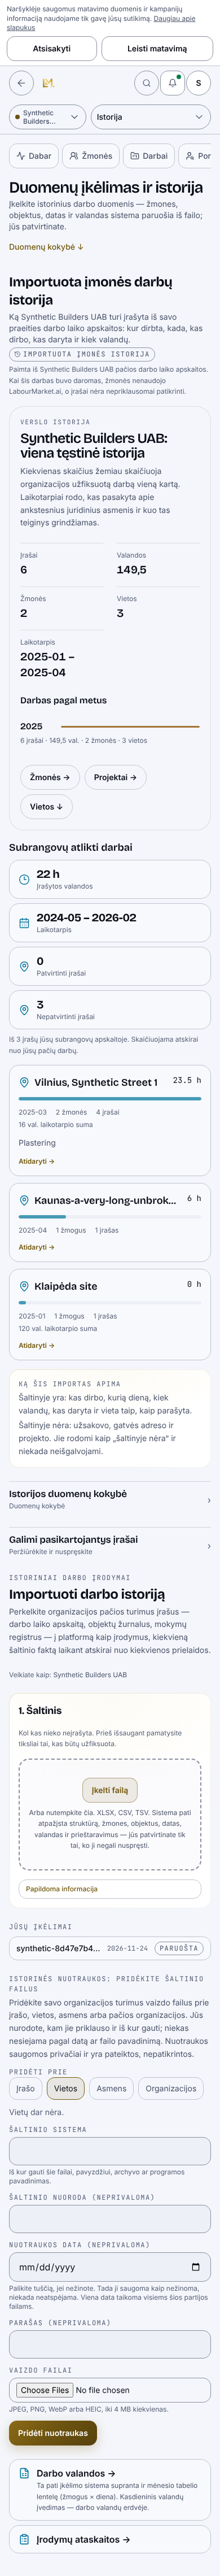 Naršyklėje saugumas matavimo duomenis ir kampanijų
informaciją naudojame tik gavę jūsų sutikimą. Daugiau apie
slapukus
Atsisakyti
Leisti matavimą
S
Synthetic
Builders...
Istorija
Dabar
Žmonės
Darbai
Por
Duomenų įkėlimas ir istorija
Įkelkite istorinius darbo duomenis — žmones,
objektus, datas ir valandas sistema paruošia iš failo;
jūs patvirtinate.
Duomenų kokybė ↓
Importuota įmonės darbų
istorija
Ką Synthetic Builders UAB turi įrašyta iš savo
praeities darbo laiko apskaitos: kur dirbta, kada, kas
dirbo, kas daryta ir kiek valandų.
IMPORTUOTA ĮMONĖS ISTORIJA
Paimta iš Synthetic Builders UAB pačios darbo laiko apskaitos.
Kai šis darbas buvo daromas, žmonės nenaudojo
LabourMarket.ai, o įrašai nėra nepriklausomai patikrinti.
VERSLO ISTORIJA
Synthetic Builders UAB:
viena tęstinė istorija
Kiekvienas skaičius žemiau skaičiuoja
organizacijos užfiksuotą darbą vieną kartą.
Laikotarpiai rodo, kas pasakyta apie
ankstesnius juridinius asmenis ir kuo tas
teiginys grindžiamas.
Įrašai
6
Valandos
149,5
Žmonės
2
Vietos
3
Laikotarpis
2025-01 –
2025-04
Darbas pagal metus
2025
6 įrašai · 149,5 val. · 2 žmonės · 3 vietos
Žmonės →
Projektai →
Vietos ↓
Subrangovų atlikti darbai
22 h
Įrašytos valandos
2024-05 – 2026-02
Laikotarpis
0
Patvirtinti įrašai
3
Nepatvirtinti įrašai
Iš 3 įrašų jūsų subrangovų apskaitoje. Skaičiuojama atskirai
nuo jūsų pačių darbų.
Vilnius, Synthetic Street 1
23.5 h
2025-03 2 žmonės 4 įrašai
16 val. laikotarpio suma
Plastering
Atidaryti →
Kaunas-a-very-long-unbrok...
6 h
2025-04 1 žmogus 1 įrašas
Atidaryti →
Klaipėda site
0 h
2025-01 1 žmogus 1 įrašas
120 val. laikotarpio suma
Atidaryti →
KĄ ŠIS IMPORTAS APIMA
Šaltinyje yra: kas dirbo, kurią dieną, kiek
valandų, kas daryta ir vieta taip, kaip parašyta.
Šaltinyje nėra: užsakovo, gatvės adreso ir
projekto. Jie rodomi kaip „šaltinyje nėra“ ir
niekada neišgalvojami.
Istorijos duomenų kokybė
Duomenų kokybė
›
Galimi pasikartojantys įrašai
Peržiūrėkite ir nuspręskite
›
ISTORINIAI DARBO ĮRODYMAI
Importuoti darbo istoriją
Perkelkite organizacijos pačios turimus įrašus —
darbo laiko apskaitą, objektų žurnalus, mokymų
registrus — į platformą kaip įrodymus, kiekvieną
šaltinio faktą laikant atskirai nuo kiekvienos prielaidos.
Veikiate kaip: Synthetic Builders UAB
1. Šaltinis
Kol kas nieko neįrašyta. Prieš išsaugant pamatysite
tiksliai tai, kas būtų užfiksuota.
Įkelti failą
Arba nutempkite čia. XLSX, CSV, TSV. Sistema pati
atpažįsta struktūrą, žmones, objektus, datas,
valandas ir prieštaravimus — jūs patvirtinate tik
tai, ko ji negali nuspręsti.
Papildoma informacija
JŪSŲ ĮKĖLIMAI
synthetic-8d47e7b4...
2026-11-24
PARUOŠTA
ISTORINĖS NUOTRAUKOS: PRIDĖKITE ŠALTINIO
FAILUS
Pridėkite savo organizacijos turimus vaizdo failus prie
įrašo, vietos, asmens arba pačios organizacijos. Jūs
nurodote, kam jie priklauso ir iš kur gauti; niekas
nesiejama pagal datą ar failo pavadinimą. Nuotraukos
saugomos privačiai ir yra pateiktos, nepatikrintos.
PRIDĖTI PRIE
Įrašo
Vietos
Asmens
Organizacijos
Vietų dar nėra.
ŠALTINIO SISTEMA
Iš kur gauti šie failai, pavyzdžiui, archyvo ar programos
pavadinimas.
ŠALTINIO NUORODA (NEPRIVALOMA)
NUOTRAUKOS DATA (NEPRIVALOMA)
mm/dd/yyyy
Palikite tuščią, jei nežinote. Tada ji saugoma kaip nežinoma,
niekada nespėjama. Viena data taikoma visiems šios partijos
failams.
PARAŠAS (NEPRIVALOMA)
VAIZDO FAILAI
Choose Files No file chosen
JPEG, PNG, WebP arba HEIC, iki 4 MB kiekvienas.
Pridėti nuotraukas
Darbo valandos →
Ta pati įkėlimo sistema supranta ir mėnesio tabelio
lentelę (žmogus × diena). Kasdieninis valandų
įvedimas — darbo valandų erdvėje.
Įrodymų ataskaitos →